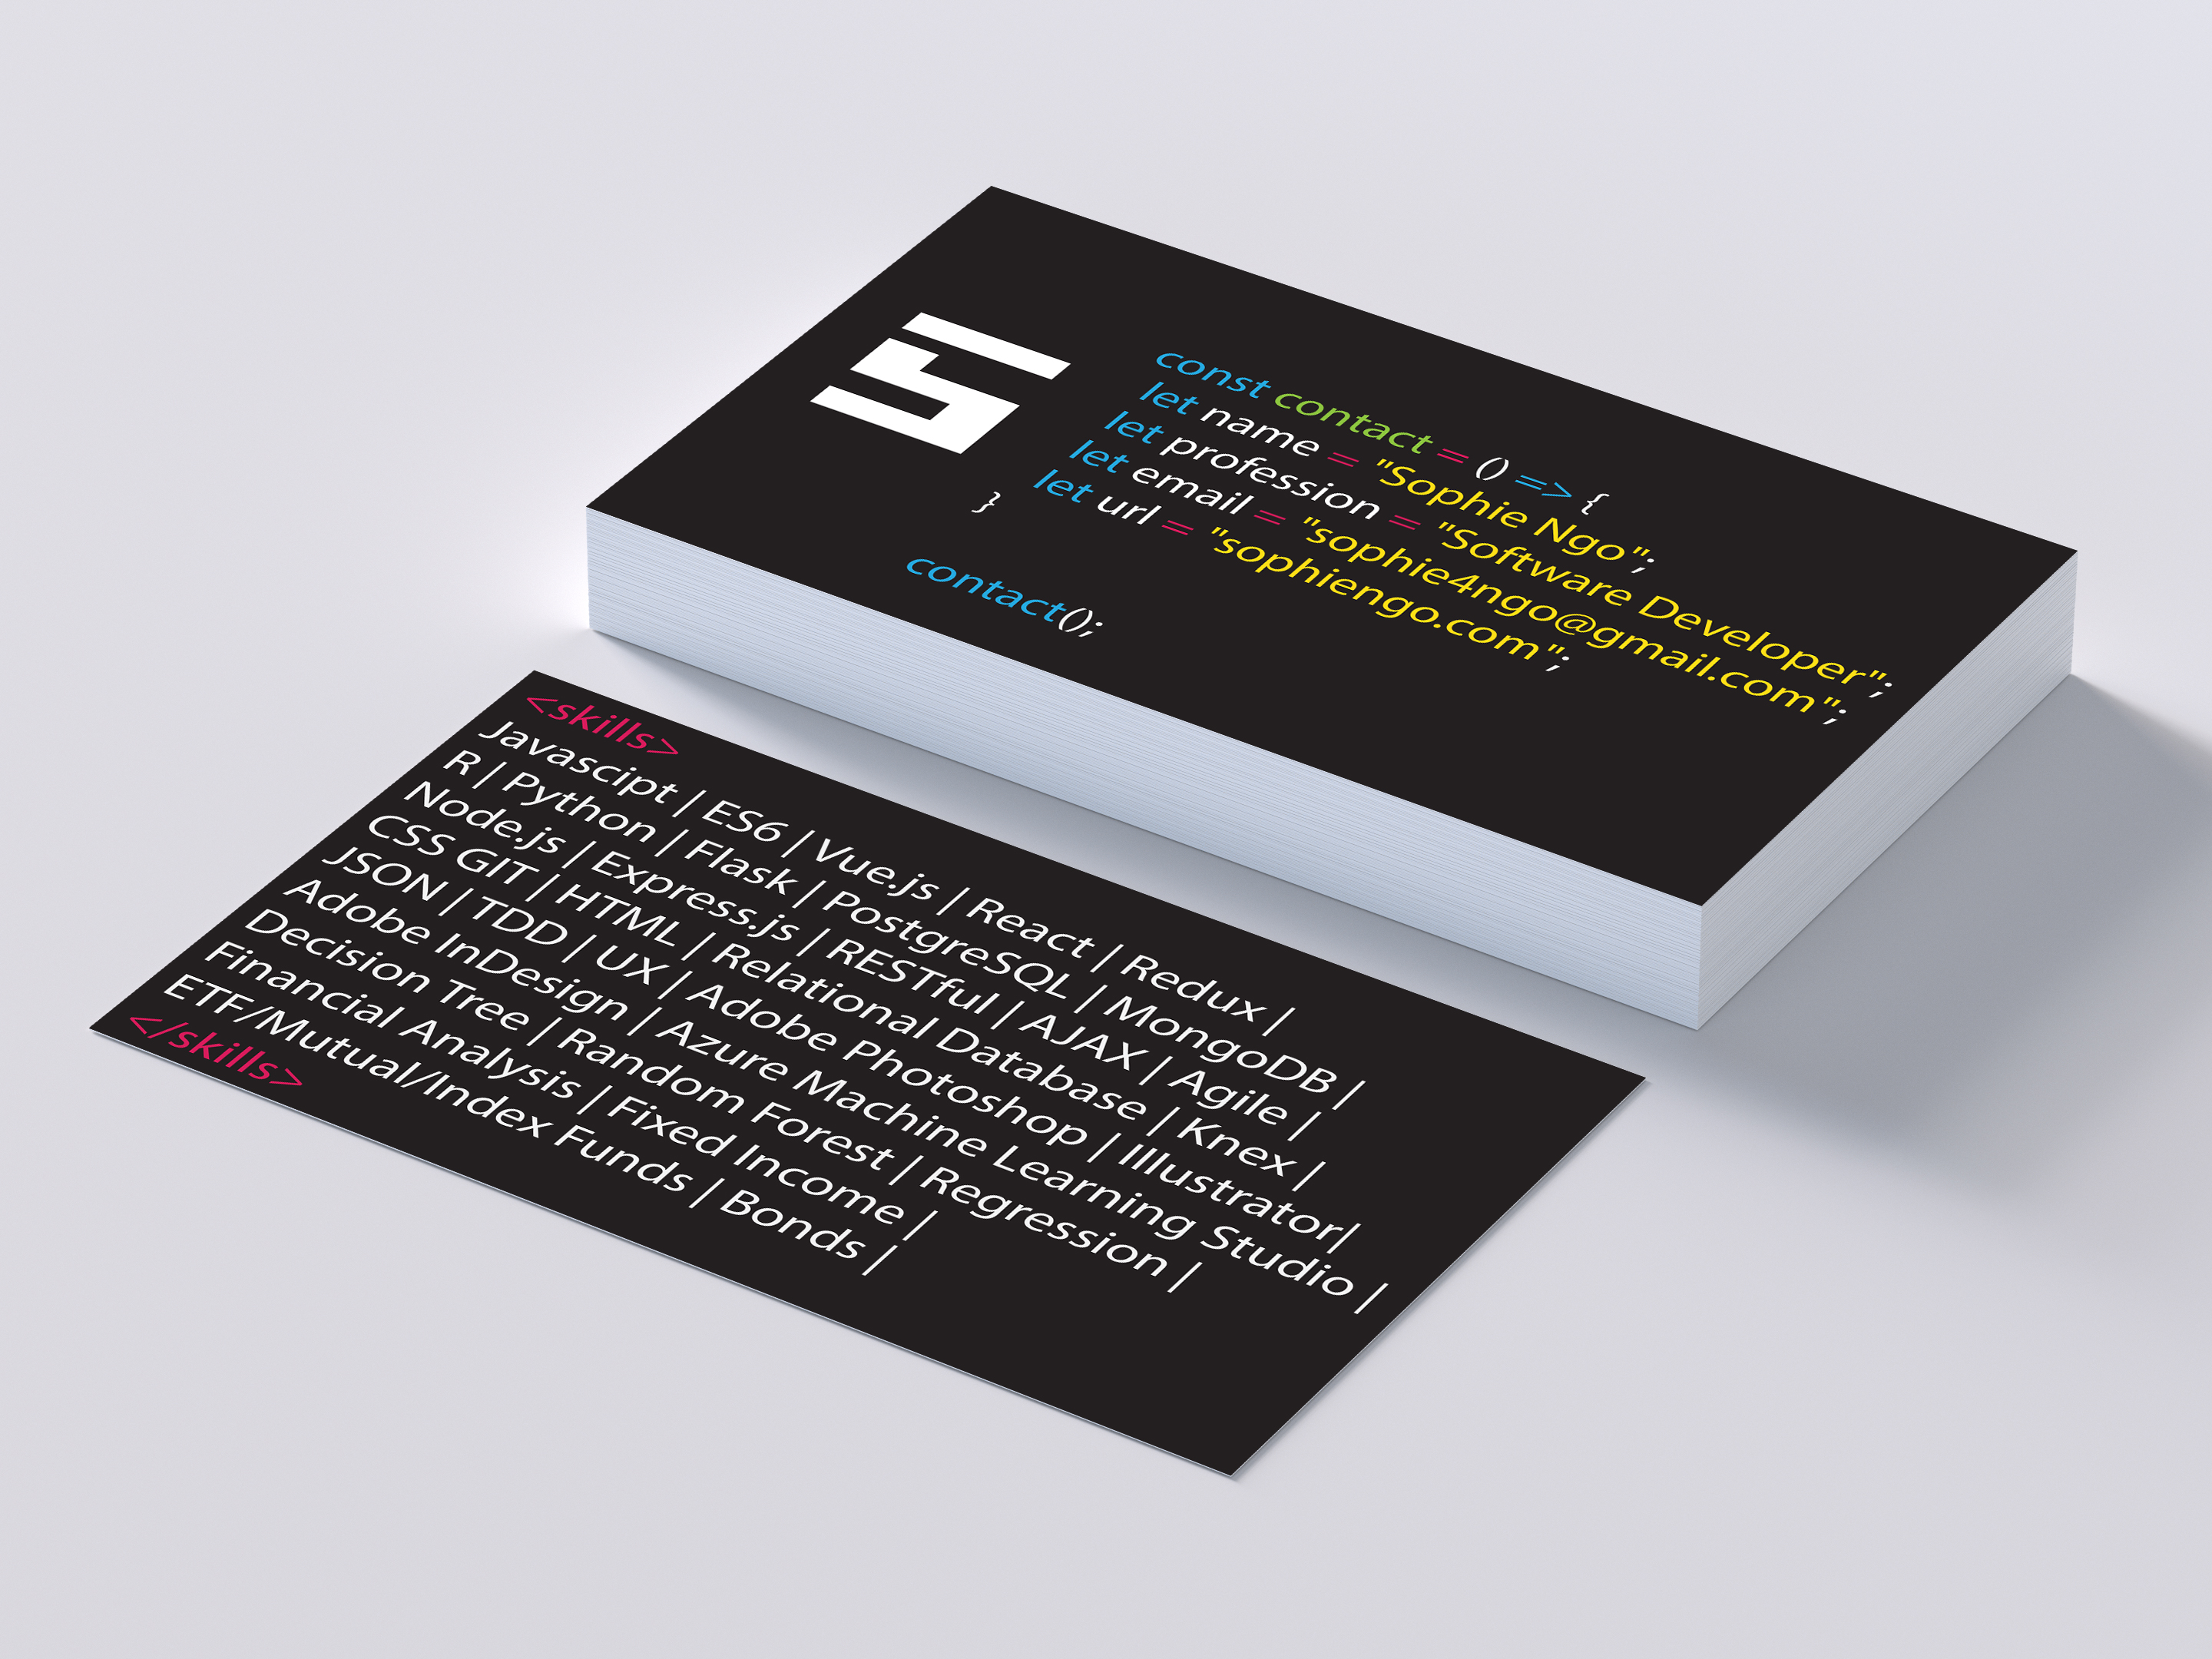 const contact = () => {
let name = "Sophie Ngo";
let profession = "Software Developer";
let email = "sophie4ngo@gmail.com";
let url = "sophiengo.com";
}
contact();
<skills>
Javascipt | ES6 | Vue.js | React | Redux |
R | Python | Flask | PostgreSQL | MongoDB |
Node.js | Express.js | RESTful | AJAX | Agile |
CSS GIT | HTML | Relational Database | Knex |
JSON | TDD | UX | Adobe Photoshop | Illustrator|
Adobe InDesign | Azure Machine Learning Studio |
Decision Tree | Random Forest | Regression |
Financial Analysis | Fixed Income |
ETF/Mutual/Index Funds | Bonds |
</skills>